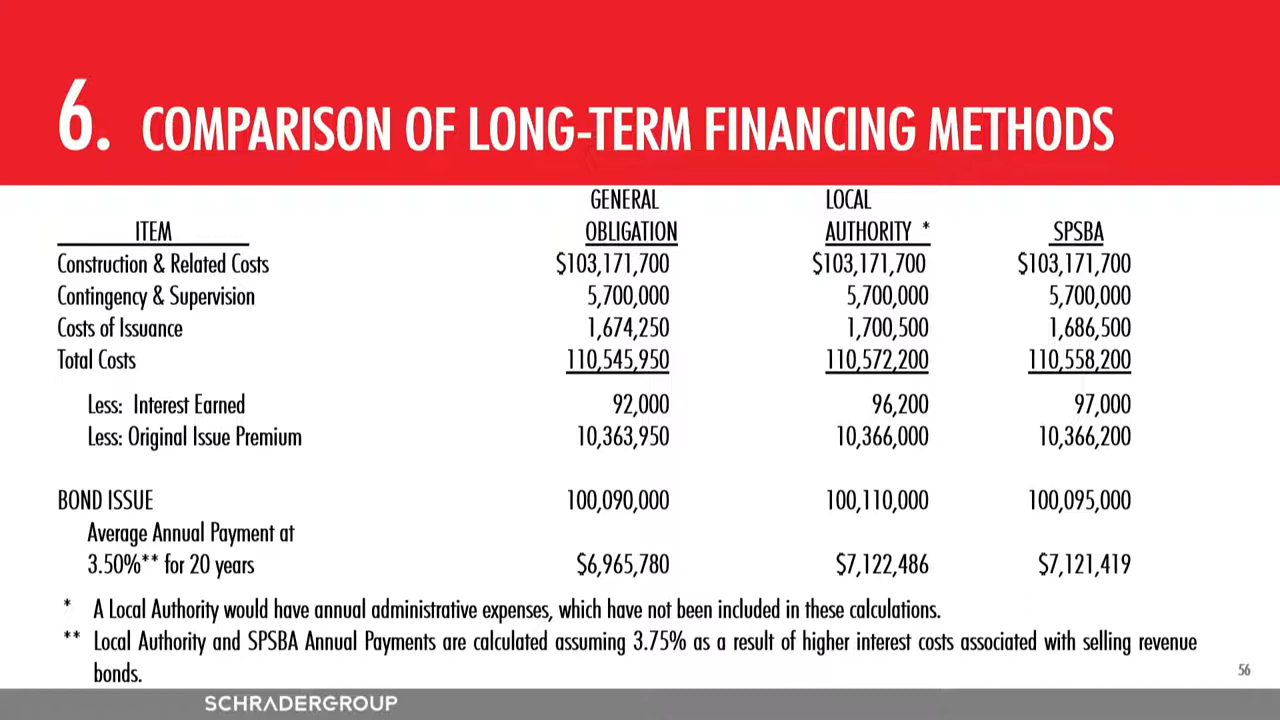 6. COMPARISON OF LONG-TERM FINANCING METHODS
GENERAL LOCAL
ITEM OBLIGATION AUTHORITY * SPSBA
Construction & Related Costs $103,171,700 $103,171,700 $103,171,700
Contingency & Supervision 5,700,000 5,700,000 5,700,000
Costs of Issuance 1,674,250 1,700,500 1,686,500
Total Costs 110,545,950 110,572,200 110,558,200
Less: Interest Earned 92,000 96,200 97,000
Less: Original Issue Premium 10,363,950 10,366,000 10,366,200
BOND ISSUE 100,090,000 100,110,000 100,095,000
Average Annual Payment at
3.50%** for 20 years $6,965,780 $7,122,486 $7,121,419
* A Local Authority would have annual administrative expenses, which have not been included in these calculations.
** Local Authority and SPSBA Annual Payments are calculated assuming 3.75% as a result of higher interest costs associated with selling revenue
bonds.
56
SCHRADERGROUP